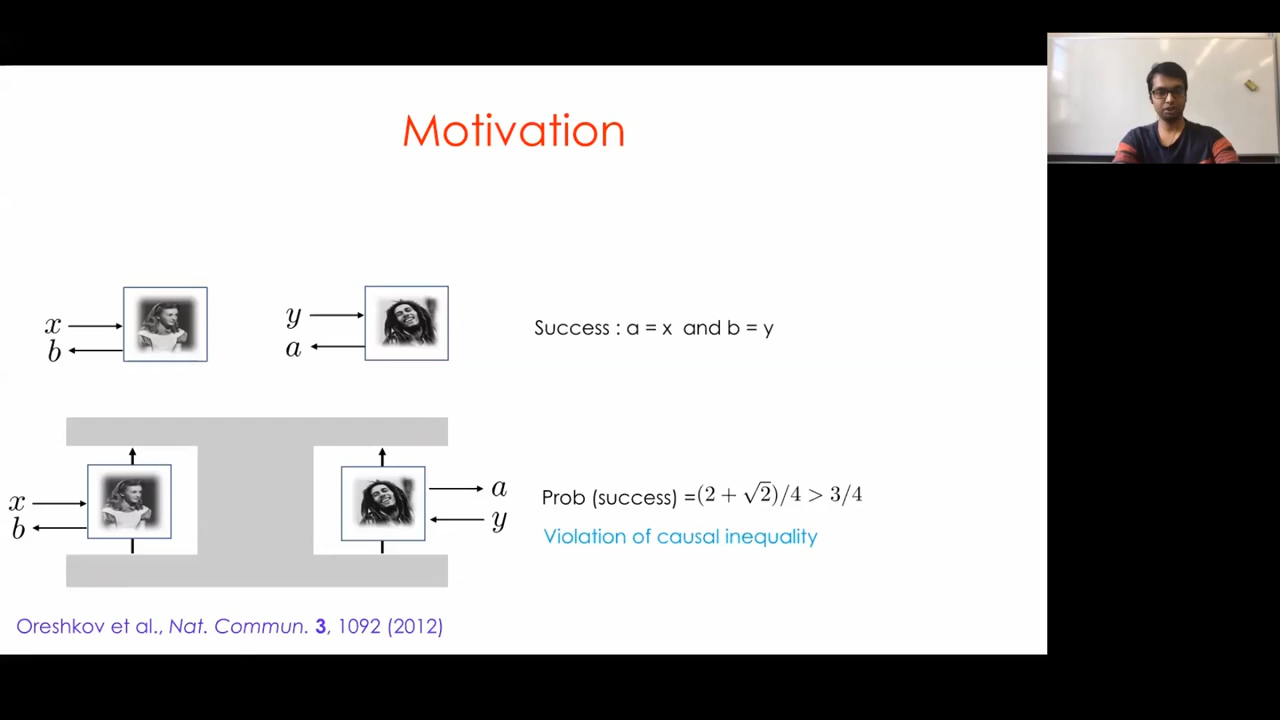 Motivation
x
b
y
a
Success : a = x and b = y
x
b
a
y
Prob (success) =(2 + √2)/4 > 3/4
Violation of causal inequality
Oreshkov et al., Nat. Commun. 3, 1092 (2012)